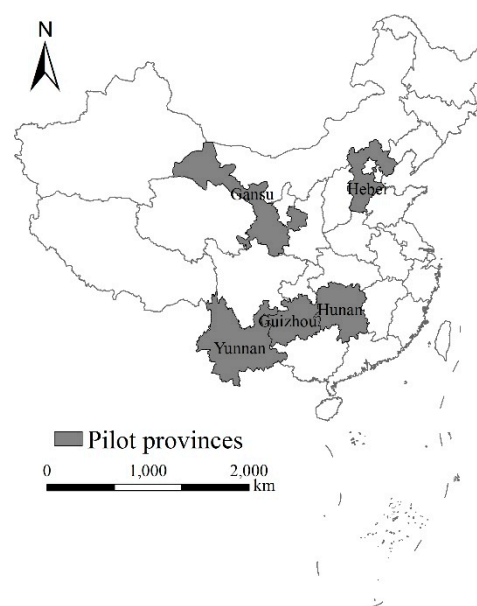 N
Gansu
Hebei
Hunan
Guizhou
Yunnan
Pilot provinces
0 1,000 2,000
km